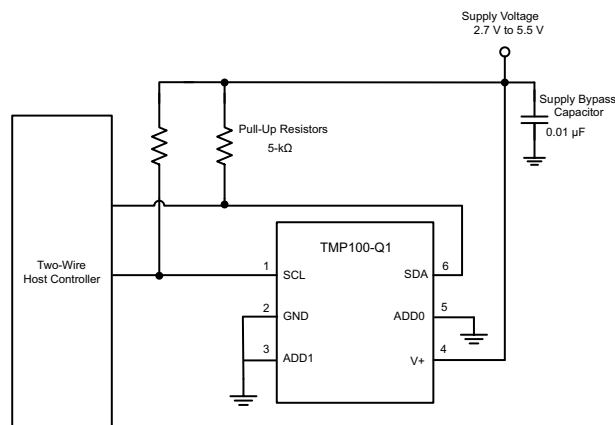 Supply Voltage
2.7 V to 5.5 V
Supply Bypass
Capacitor
0.01 µF
Pull-Up Resistors
5-kΩ
Two-Wire
Host Controller
TMP100-Q1
1 SCL
SDA 6
2 GND
ADD0 5
3 ADD1
V+ 4